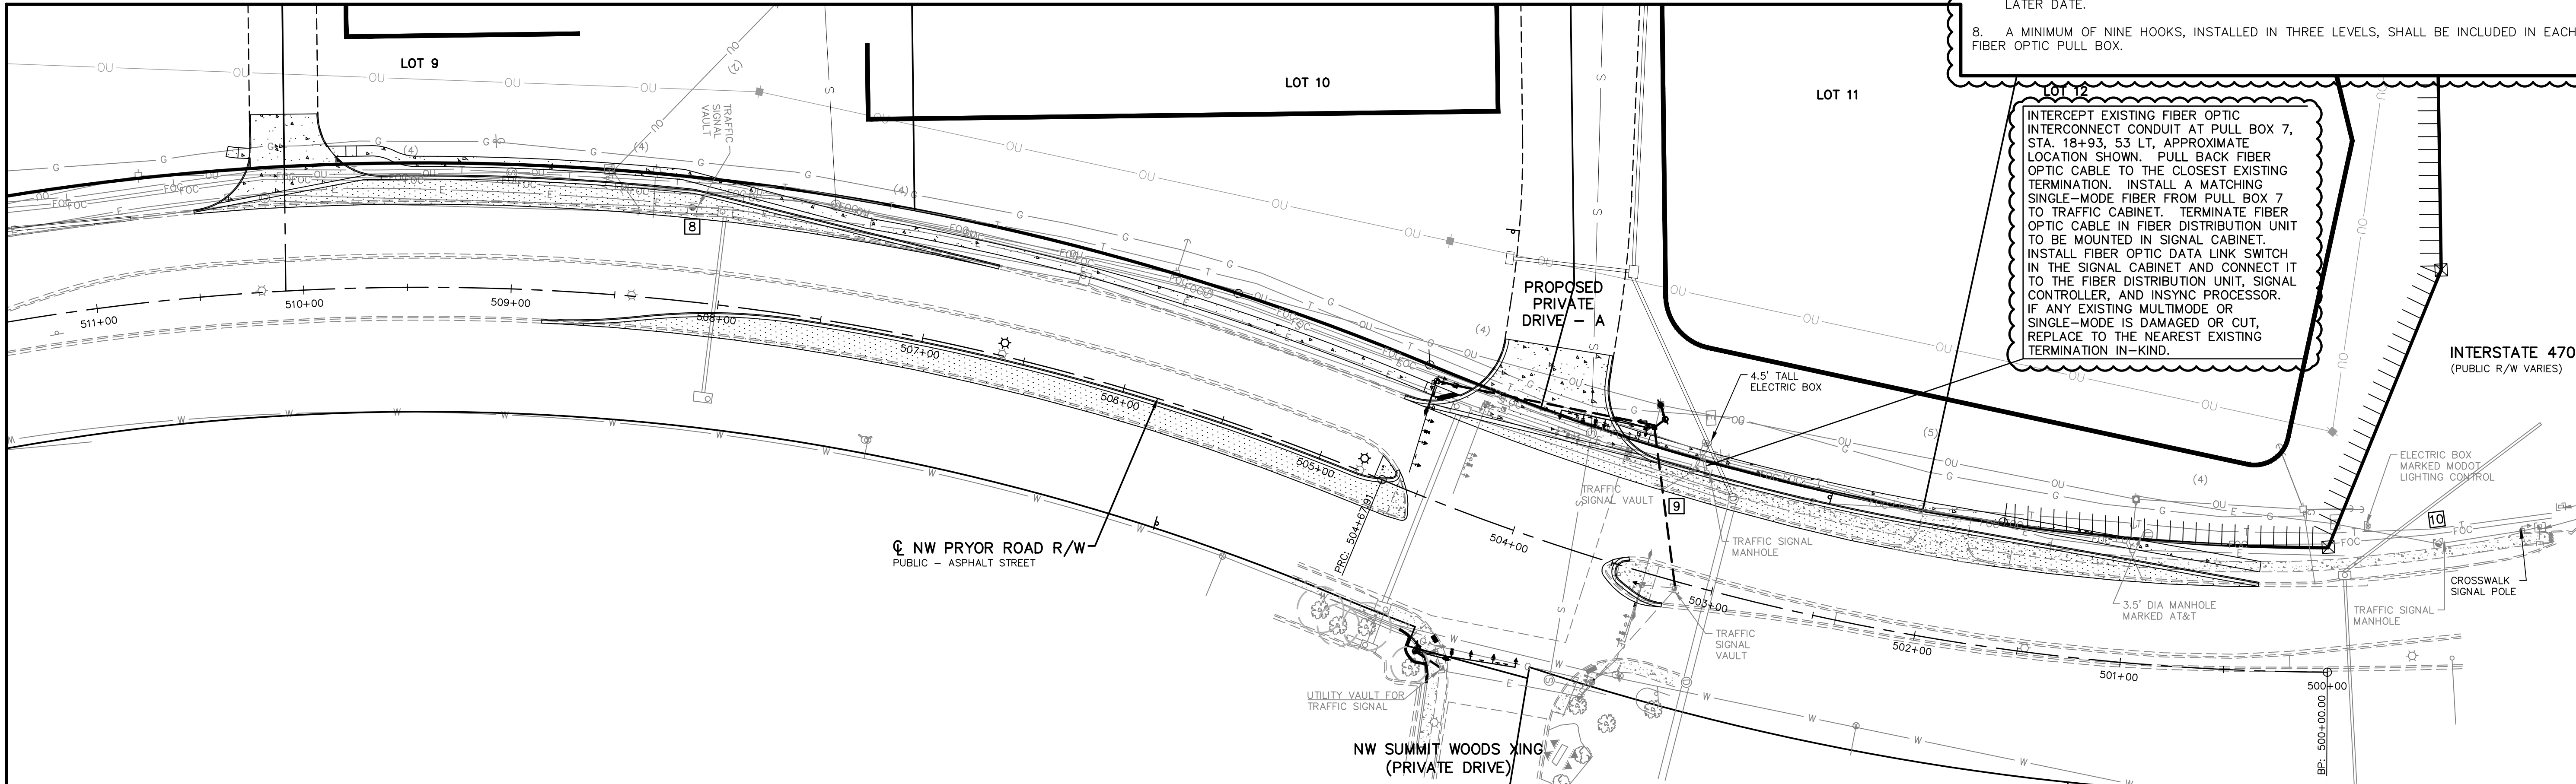 LATER DATE.
8. A MINIMUM OF NINE HOOKS, INSTALLED IN THREE LEVELS, SHALL BE INCLUDED IN EACH
FIBER OPTIC PULL BOX.
LOT 9
LOT 10
LOT 11
LOT 12
INTERCEPT EXISTING FIBER OPTIC
INTERCONNECT CONDUIT AT PULL BOX 7,
STA. 18+93, 53 LT, APPROXIMATE
LOCATION SHOWN. PULL BACK FIBER
OPTIC CABLE TO THE CLOSEST EXISTING
TERMINATION. INSTALL A MATCHING
SINGLE-MODE FIBER FROM PULL BOX 7
TO TRAFFIC CABINET. TERMINATE FIBER
OPTIC CABLE IN FIBER DISTRIBUTION UNIT
TO BE MOUNTED IN SIGNAL CABINET.
INSTALL FIBER OPTIC DATA LINK SWITCH
IN THE SIGNAL CABINET AND CONNECT IT
TO THE FIBER DISTRIBUTION UNIT, SIGNAL
CONTROLLER, AND INSYNC PROCESSOR.
IF ANY EXISTING MULTIMODE OR
SINGLE-MODE IS DAMAGED OR CUT,
REPLACE TO THE NEAREST EXISTING
TERMINATION IN-KIND.
INTERSTATE 470
(PUBLIC R/W VARIES)
TRAFFIC
SIGNAL
VAULT
(2)
(4)
(4)
(4)
(4)
(5)
(4)
8
9
10
PROPOSED
PRIVATE
DRIVE - A
4.5' TALL
ELECTRIC BOX
511+00
510+00
509+00
508+00
507+00
506+00
505+00
504+00
503+00
502+00
501+00
500+00
PRC: 504+67.91
BP: 500+00.00
TRAFFIC
SIGNAL VAULT
TRAFFIC SIGNAL
MANHOLE
ELECTRIC BOX
MARKED MODOT
LIGHTING CONTROL
CROSSWALK
SIGNAL POLE
3.5' DIA MANHOLE
MARKED AT&T
TRAFFIC SIGNAL
MANHOLE
℄ NW PRYOR ROAD R/W
PUBLIC - ASPHALT STREET
TRAFFIC
SIGNAL
VAULT
UTILITY VAULT FOR
TRAFFIC SIGNAL
NW SUMMIT WOODS XING
(PRIVATE DRIVE)